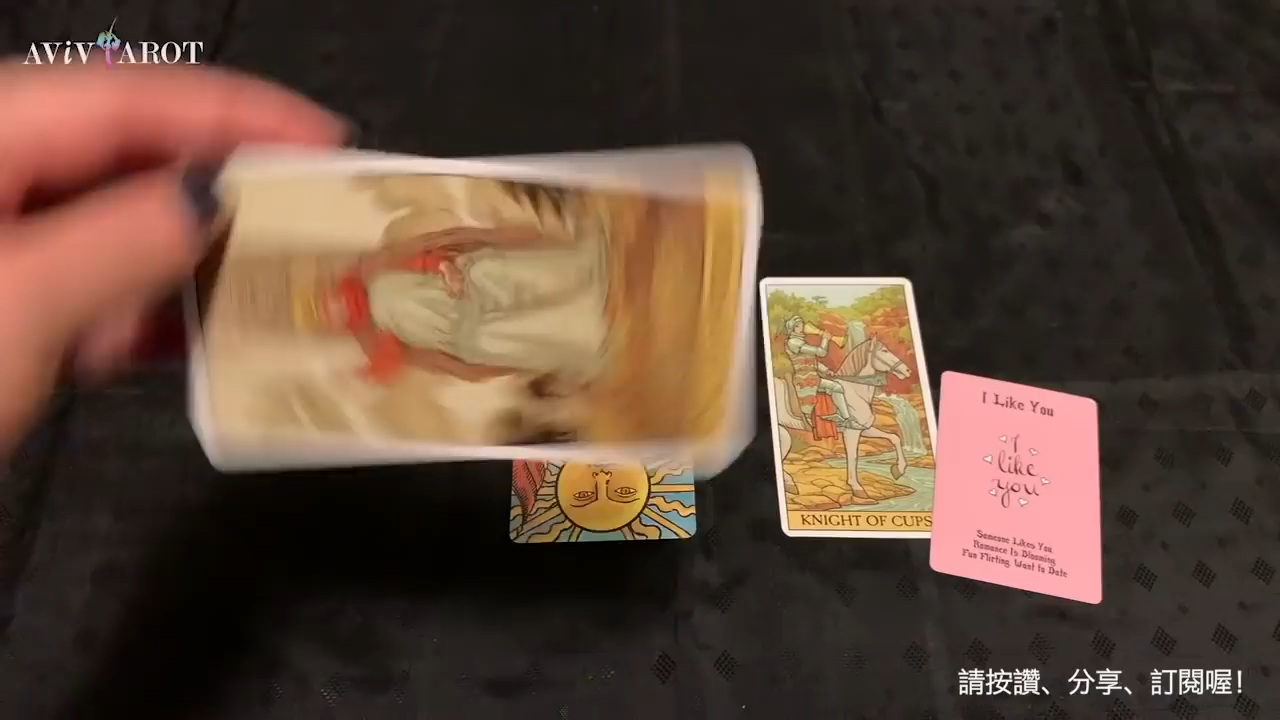 AViV TAROT
KNIGHT OF CUPS
I Like You
I
like
you
Someone Likes You
Romance Is Blooming
Fun Flirting. Want to Date
請按讚、分享、訂閱喔!